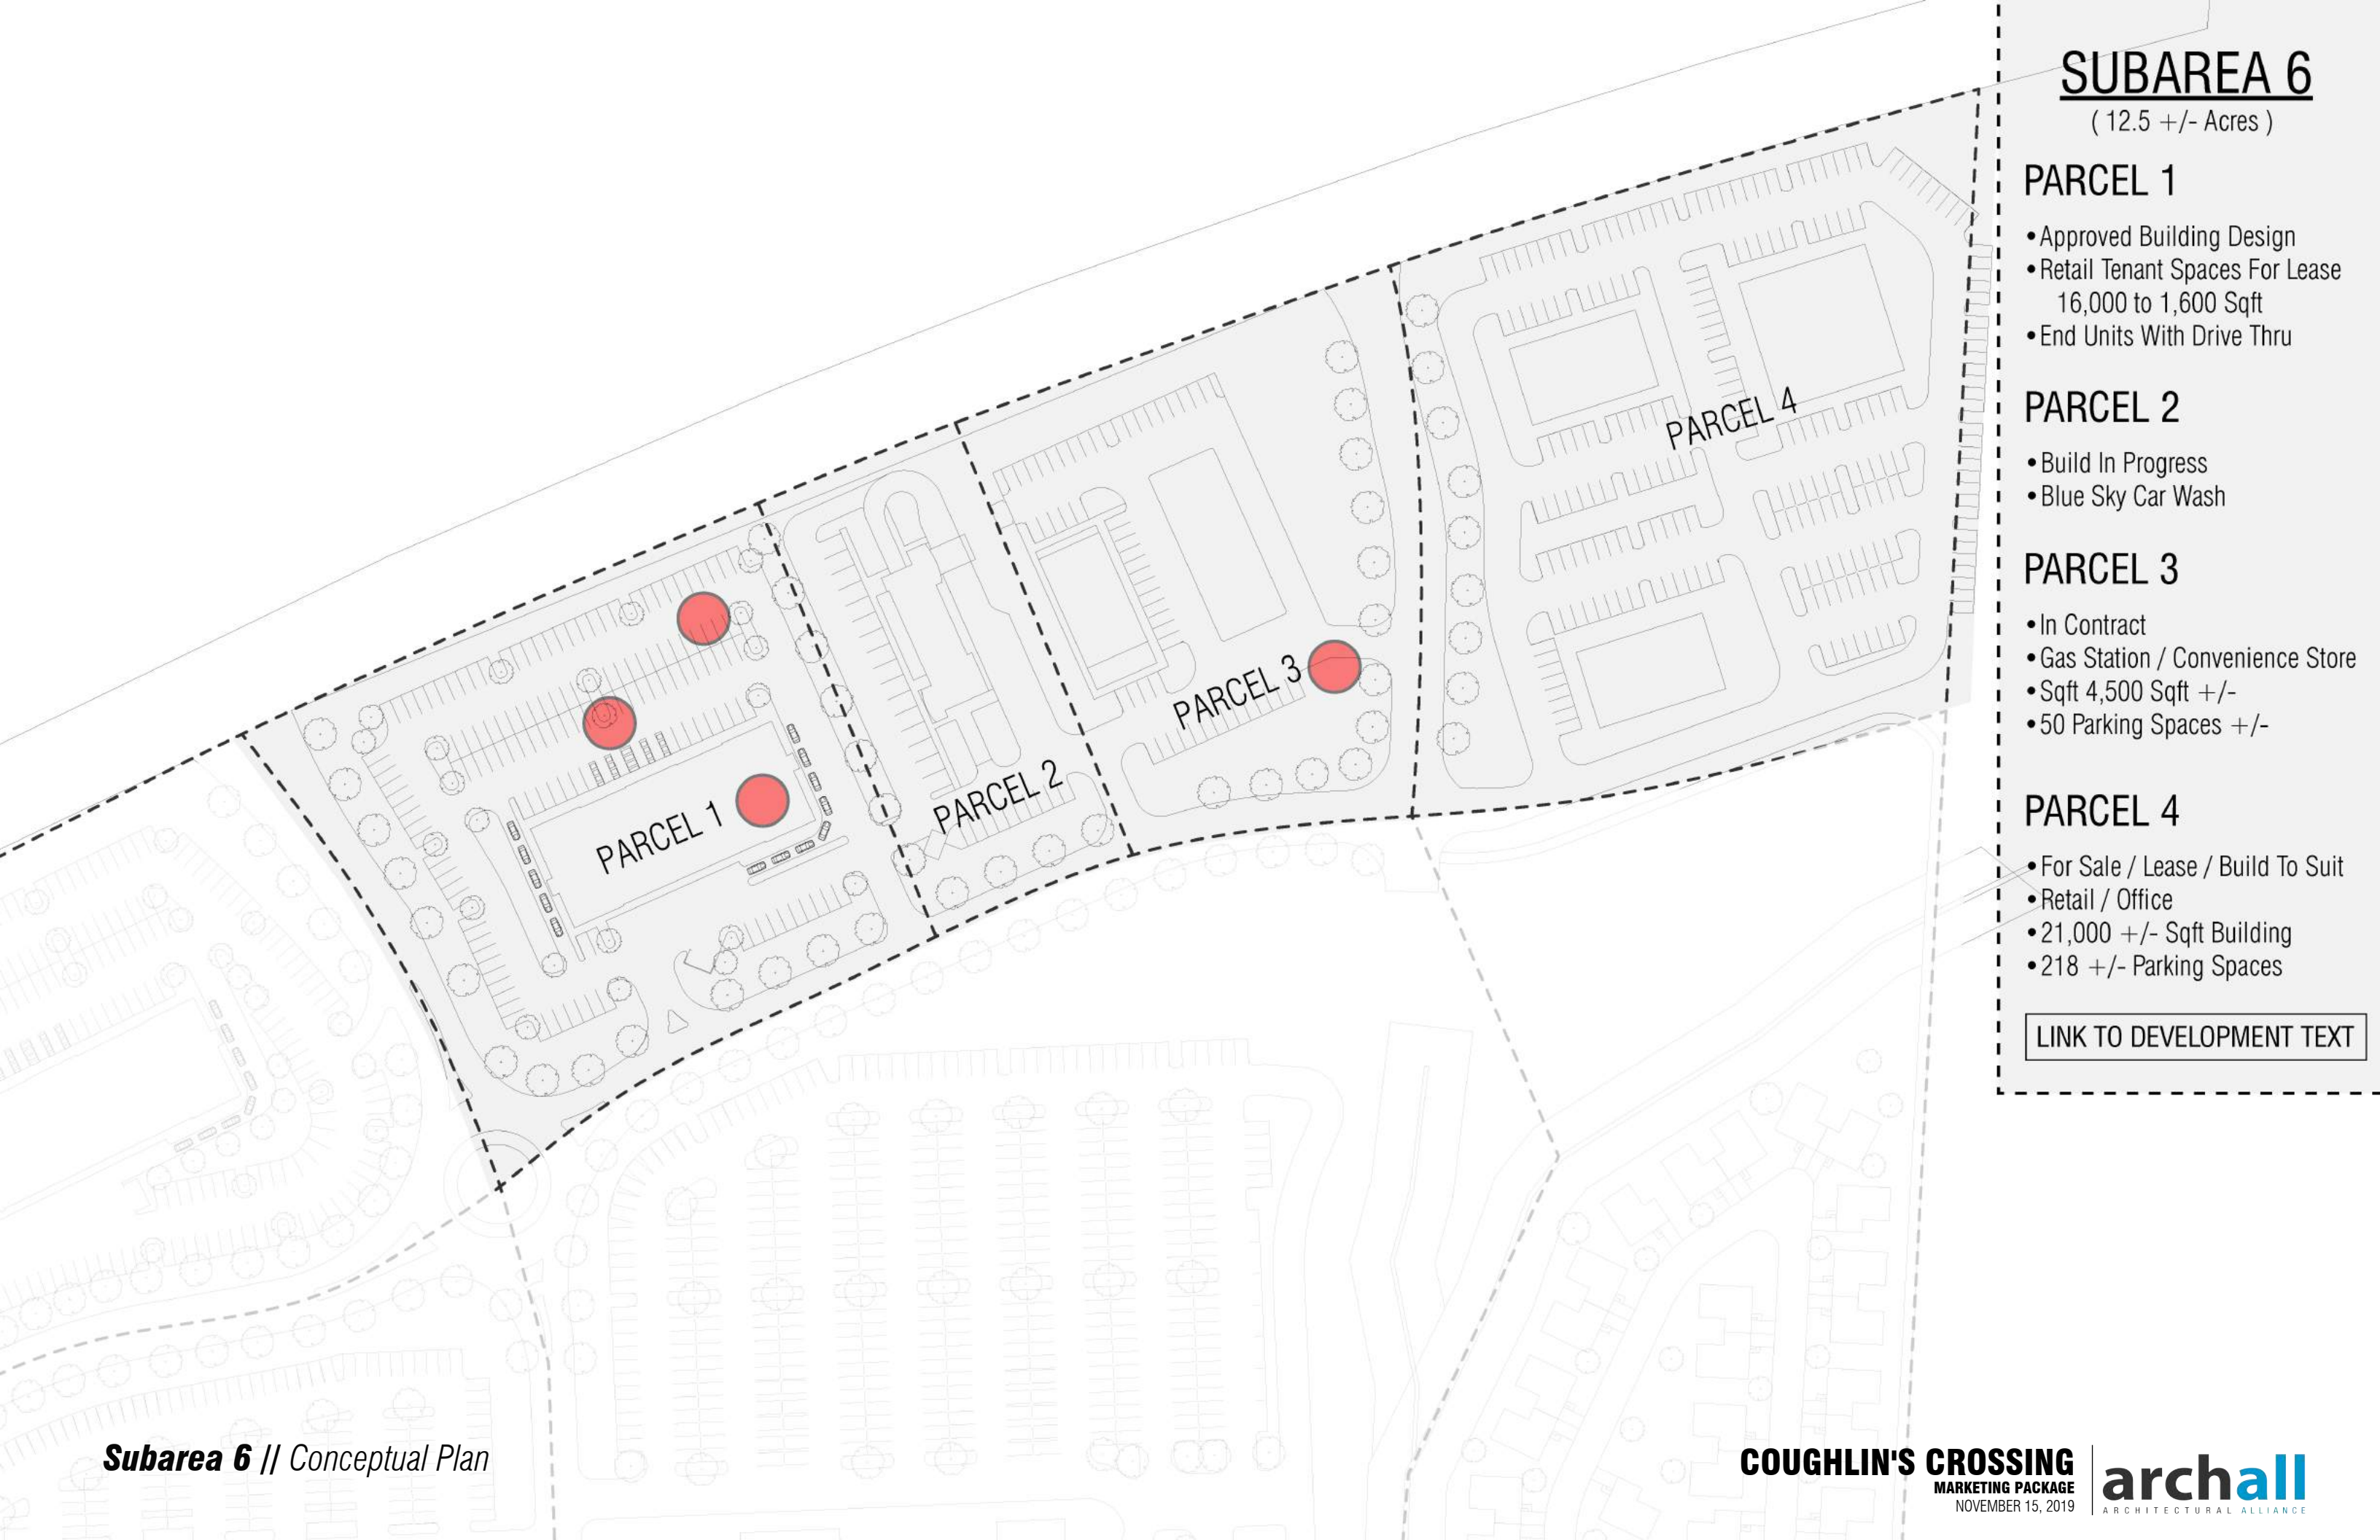 SUBAREA 6
( 12.5 +/- Acres )
PARCEL 1
• Approved Building Design
• Retail Tenant Spaces For Lease
16,000 to 1,600 Sqft
• End Units With Drive Thru
PARCEL 2
• Build In Progress
• Blue Sky Car Wash
PARCEL 3
• In Contract
• Gas Station / Convenience Store
• Sqft 4,500 Sqft +/-
• 50 Parking Spaces +/-
PARCEL 4
• For Sale / Lease / Build To Suit
• Retail / Office
• 21,000 +/- Sqft Building
• 218 +/- Parking Spaces
LINK TO DEVELOPMENT TEXT
PARCEL 1
PARCEL 2
PARCEL 3
PARCEL 4
Subarea 6 // Conceptual Plan
COUGHLIN'S CROSSING
MARKETING PACKAGE
NOVEMBER 15, 2019
archall
ARCHITECTURAL ALLIANCE